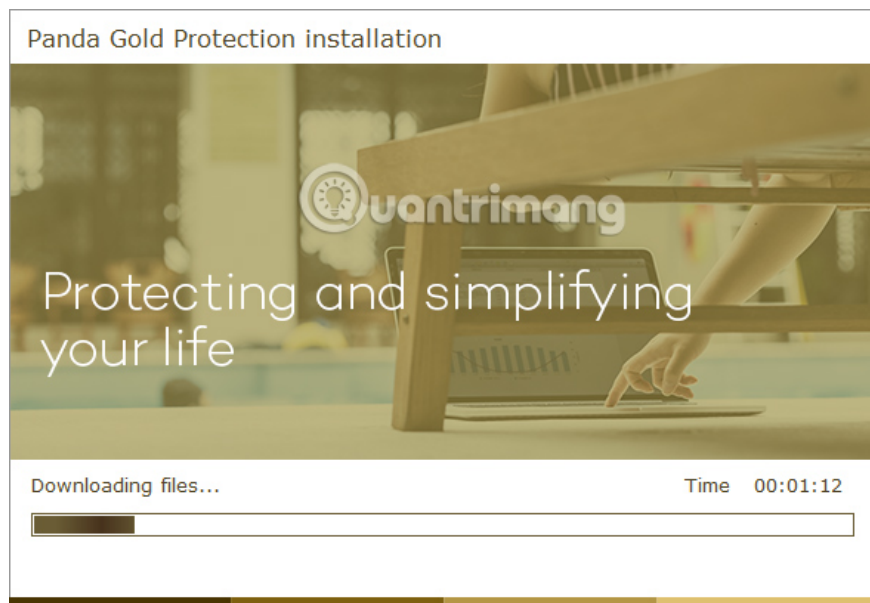 Panda Gold Protection installation
Quantrimang
Protecting and simplifying
your life
Downloading files...
Time 00:01:12